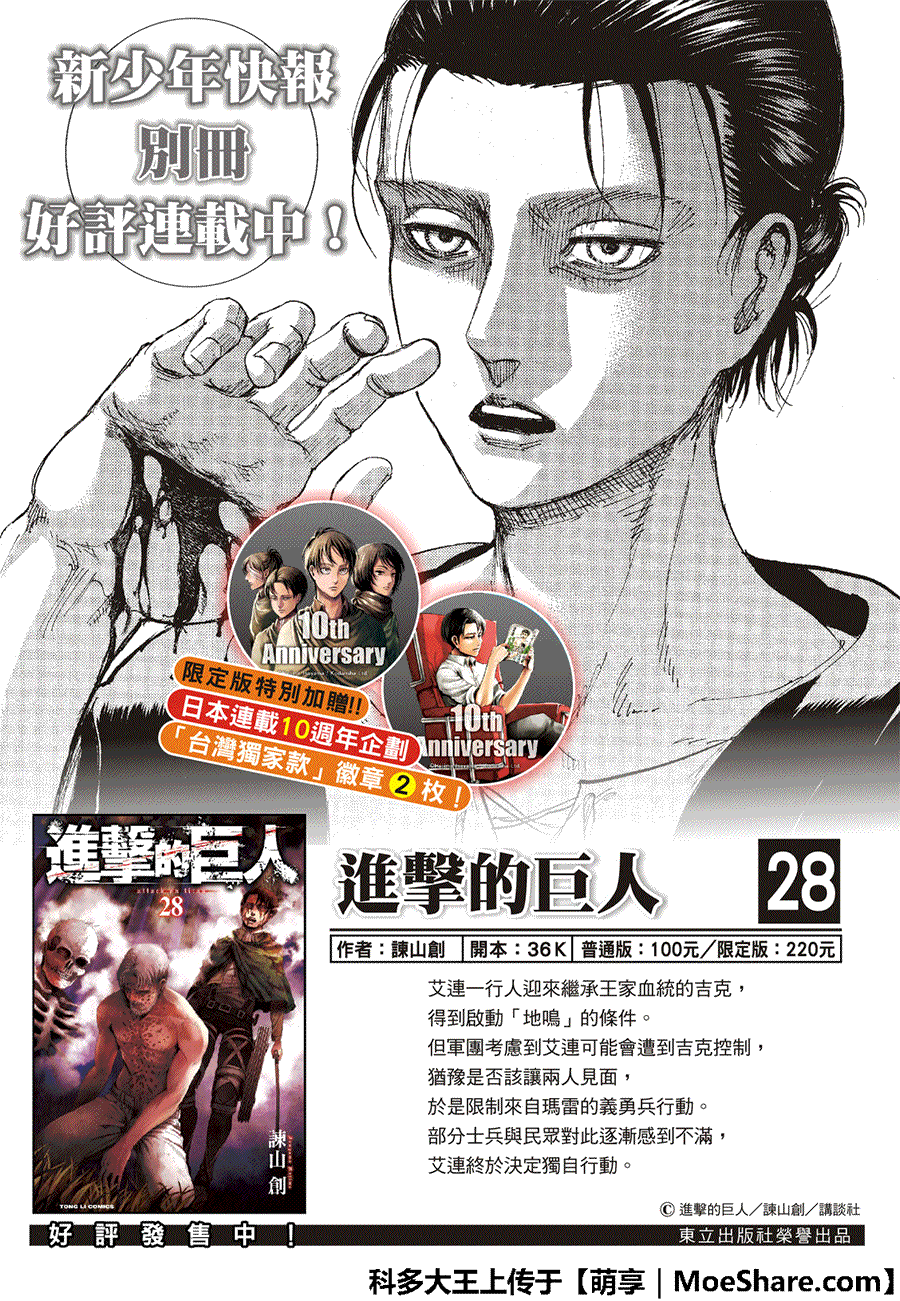 新少年快報
別冊
好評連載中！
10th
Anniversary
10th
Anniversary
限定版特別加贈!!
日本連載10週年企劃
「台灣獨家款」徽章2枚！
進擊的巨人
attack on titan
28
諫山創
TONG LI COMICS
進擊的巨人
28
作者：諫山創
開本：36K
普通版：100元／限定版：220元
艾連一行人迎來繼承王家血統的吉克，
得到啟動「地鳴」的條件。
但軍團考慮到艾連可能會遭到吉克控制，
猶豫是否該讓兩人見面，
於是限制來自瑪雷的義勇兵行動。
部分士兵與民眾對此逐漸感到不滿，
艾連終於決定獨自行動。
© 進擊的巨人／諫山創／講談社
好評發售中！
東立出版社榮譽出品
科多大王上传于【萌享｜MoeShare.com】